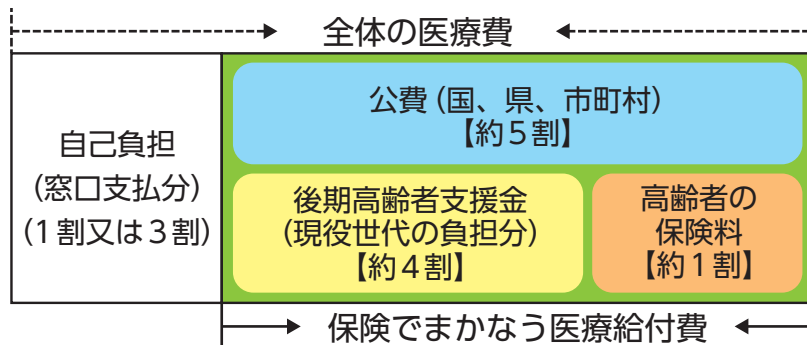 全体の医療費
自己負担
(窓口支払分)
(1割又は3割)
公費(国、県、市町村)
【約5割】
後期高齢者支援金
(現役世代の負担分)
【約4割】
高齢者の
保険料
【約1割】
保険でまかなう医療給付費